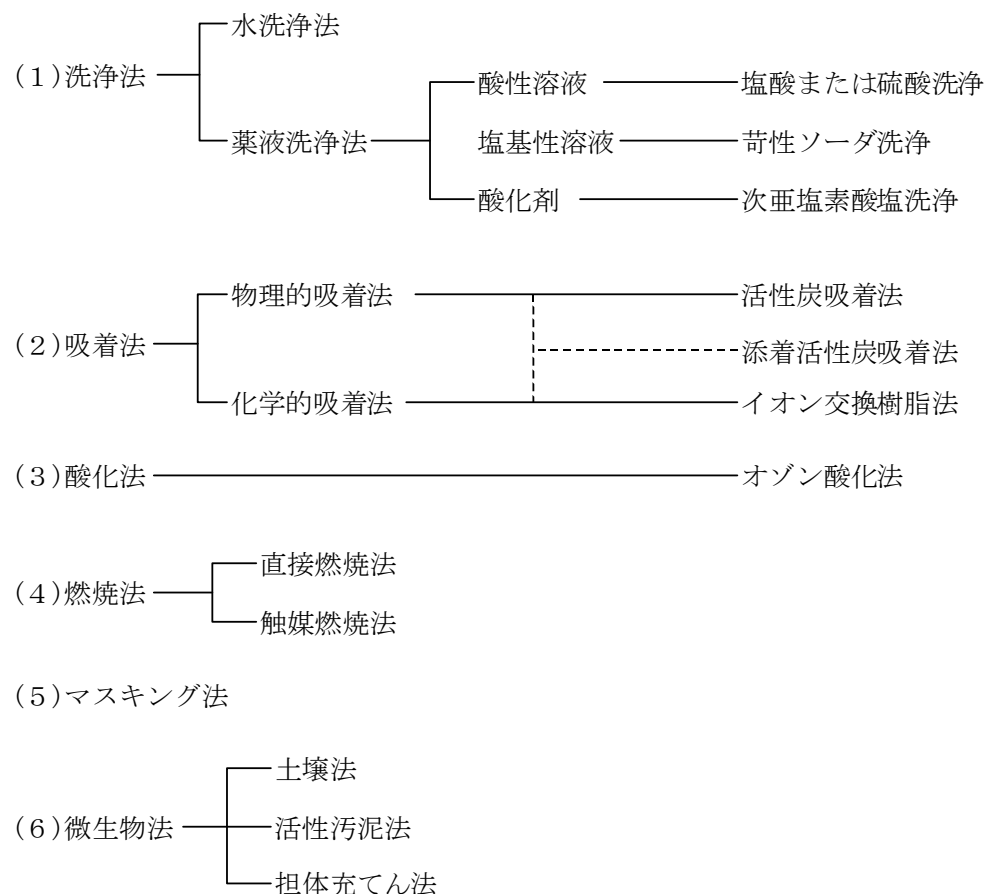 水洗浄法
(1)洗浄法
酸性溶液 塩酸または硫酸洗浄
薬液洗浄法 塩基性溶液 苛性ソーダ洗浄
酸化剤 次亜塩素酸塩洗浄
物理的吸着法 活性炭吸着法
(2)吸着法 添着活性炭吸着法
化学的吸着法 イオン交換樹脂法
(3)酸化法 オゾン酸化法
直接燃焼法
(4)燃焼法
触媒燃焼法
(5)マスキング法
土壌法
(6)微生物法 活性汚泥法
担体充てん法